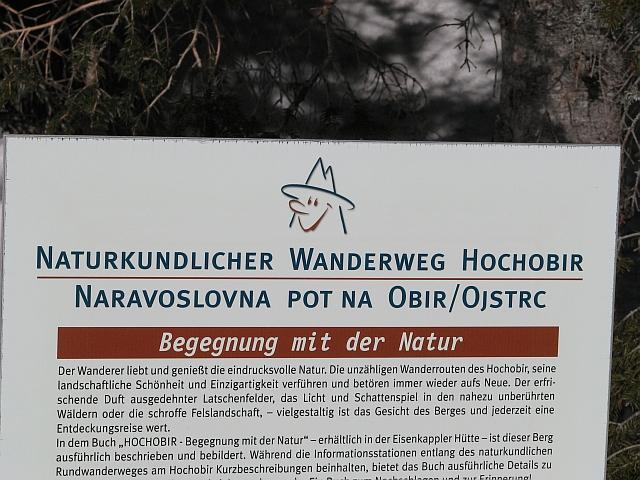 NATURKUNDLICHER WANDERWEG HOCHOBIR
NARAVOSLOVNA POT NA OBIR/OJSTRC
Begegnung mit der Natur
Der Wanderer liebt und genießt die eindrucksvolle Natur. Die unzähligen Wanderrouten des Hochobir, seine
landschaftliche Schönheit und Einzigartigkeit verführen und betören immer wieder aufs Neue. Der erfri-
schende Duft ausgedehnter Latschenfelder, das Licht und Schattenspiel in den nahezu unberührten
Wäldern oder die schroffe Felslandschaft, – vielgestaltig ist das Gesicht des Berges und jederzeit eine
Entdeckungsreise wert.
In dem Buch „HOCHOBIR - Begegnung mit der Natur“ – erhältlich in der Eisenkappler Hütte – ist dieser Berg
ausführlich beschrieben und bebildert. Während die Informationsstationen entlang des naturkundlichen
Rundwanderweges am Hochobir Kurzbeschreibungen beinhalten, bietet das Buch ausführliche Details zu